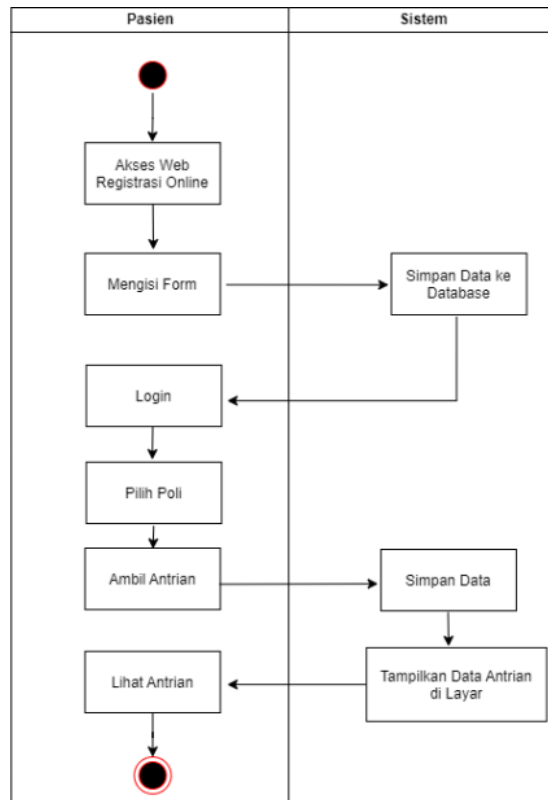 Pasien
Sistem
Akses Web
Registrasi Online
Mengisi Form
Simpan Data ke
Database
Login
Pilih Poli
Ambil Antrian
Simpan Data
Tampilkan Data Antrian
di Layar
Lihat Antrian